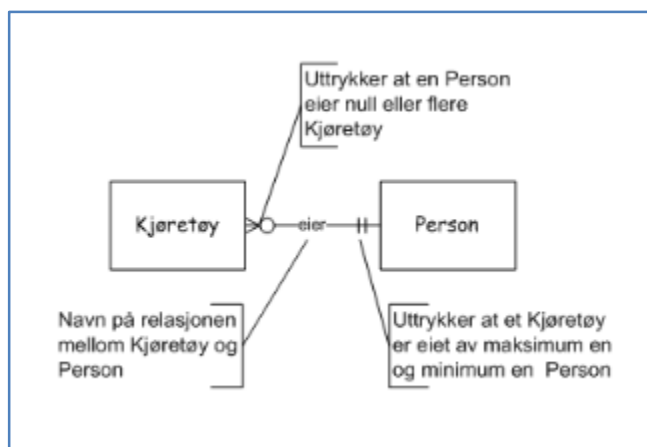 Uttrykker at en Person
eier null eller flere
Kjøretøy
Kjøretøy
eier
Person
Navn på relasjonen
mellom Kjøretøy og
Person
Uttrykker at et Kjøretøy
er eiet av maksimum en
og minimum en Person